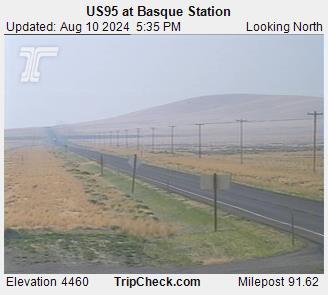 US95 at Basque Station
Updated: Aug 10 2024 5:35 PM Looking North
Elevation 4460 TripCheck.com Milepost 91.62